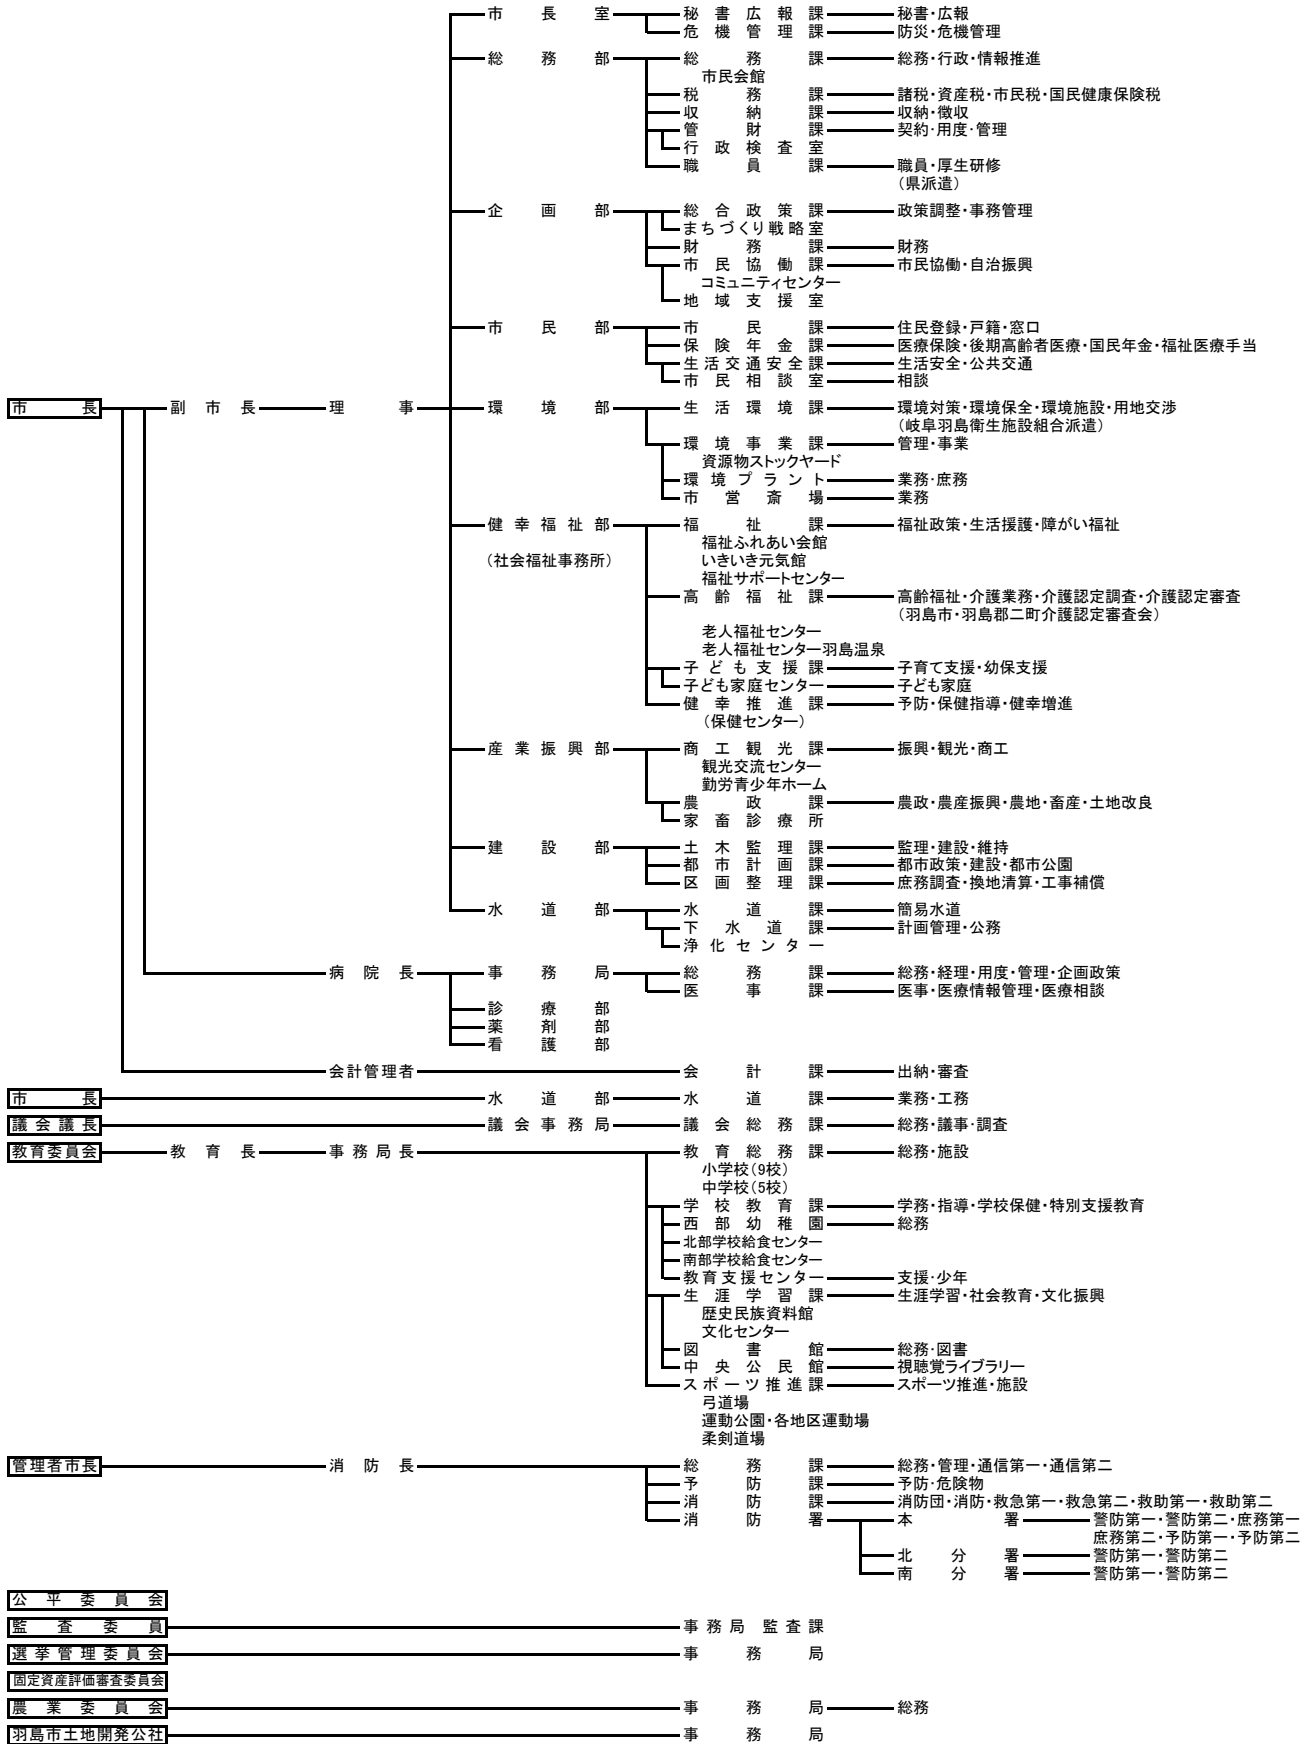 市長室 秘書広報課 秘書・広報
危機管理課 防災・危機管理
総務部 総務課 総務・行政・情報推進
市民会館
税務課 諸税・資産税・市民税・国民健康保険税
収納課 収納・徴収
管財課 契約・用度・管理
行政検査室
職員課 職員・厚生研修
（県派遣）
企画部 総合政策課 政策調整・事務管理
まちづくり戦略室
財務課 財務
市民協働課 市民協働・自治振興
コミュニティセンター
地域支援室
市民部 市民課 住民登録・戸籍・窓口
保険年金課 医療保険・後期高齢者医療・国民年金・福祉医療手当
生活交通安全課 生活安全・公共交通
市民相談室 相談
市長 副市長 理事 環境部 生活環境課 環境対策・環境保全・環境施設・用地交渉
（岐阜羽島衛生施設組合派遣）
環境事業課 管理・事業
資源物ストックヤード
環境プラント 業務・庶務
市営斎場 業務
健幸福祉部 福祉課 福祉政策・生活援護・障がい福祉
福祉ふれあい会館
（社会福祉事務所） いきいき元気館
福祉サポートセンター
高齢福祉課 高齢福祉・介護業務・介護認定調査・介護認定審査
（羽島市・羽島郡二町介護認定審査会）
老人福祉センター
老人福祉センター羽島温泉
子ども支援課 子育て支援・幼保支援
子ども家庭センター 子ども家庭
健幸推進課 予防・保健指導・健幸増進
（保健センター）
産業振興部 商工観光課 振興・観光・商工
観光交流センター
勤労青少年ホーム
農政課 農政・農産振興・農地・畜産・土地改良
家畜診療所
建設部 土木監理課 監理・建設・維持
都市計画課 都市政策・建設・都市公園
区画整理課 庶務調査・換地清算・工事補償
水道部 水道課 簡易水道
下水道課 計画管理・公務
浄化センター
病院長 事務局 総務課 総務・経理・用度・管理・企画政策
医事課 医事・医療情報管理・医療相談
診療部
薬剤部
看護部
会計管理者 会計課 出納・審査
市長 水道部 水道課 業務・工務
議会議長 議会事務局 議会総務課 総務・議事・調査
教育委員会 教育長 事務局長 教育総務課 総務・施設
小学校（9校）
中学校（5校）
学校教育課 学務・指導・学校保健・特別支援教育
西部幼稚園 総務
北部学校給食センター
南部学校給食センター
教育支援センター 支援・少年
生涯学習課 生涯学習・社会教育・文化振興
歴史民族資料館
文化センター
図書館 総務・図書
中央公民館 視聴覚ライブラリー
スポーツ推進課 スポーツ推進・施設
弓道場
運動公園・各地区運動場
柔剣道場
管理者市長 消防長 総務課 総務・管理・通信第一・通信第二
予防課 予防・危険物
消防課 消防団・消防・救急第一・救急第二・救助第一・救助第二
消防署 本署 警防第一・警防第二・庶務第一
庶務第二・予防第一・予防第二
北分署 警防第一・警防第二
南分署 警防第一・警防第二
公平委員会
監査委員 事務局 監査課
選挙管理委員会 事務局
固定資産評価審査委員会
農業委員会 事務局 総務
羽島市土地開発公社 事務局